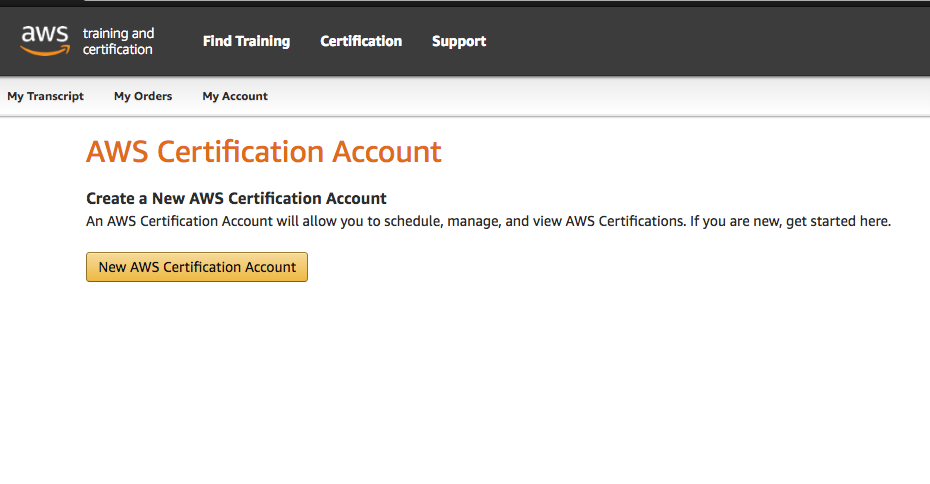 aws training and certification
Find Training Certification Support
My Transcript My Orders My Account
AWS Certification Account
Create a New AWS Certification Account
An AWS Certification Account will allow you to schedule, manage, and view AWS Certifications. If you are new, get started here.
New AWS Certification Account